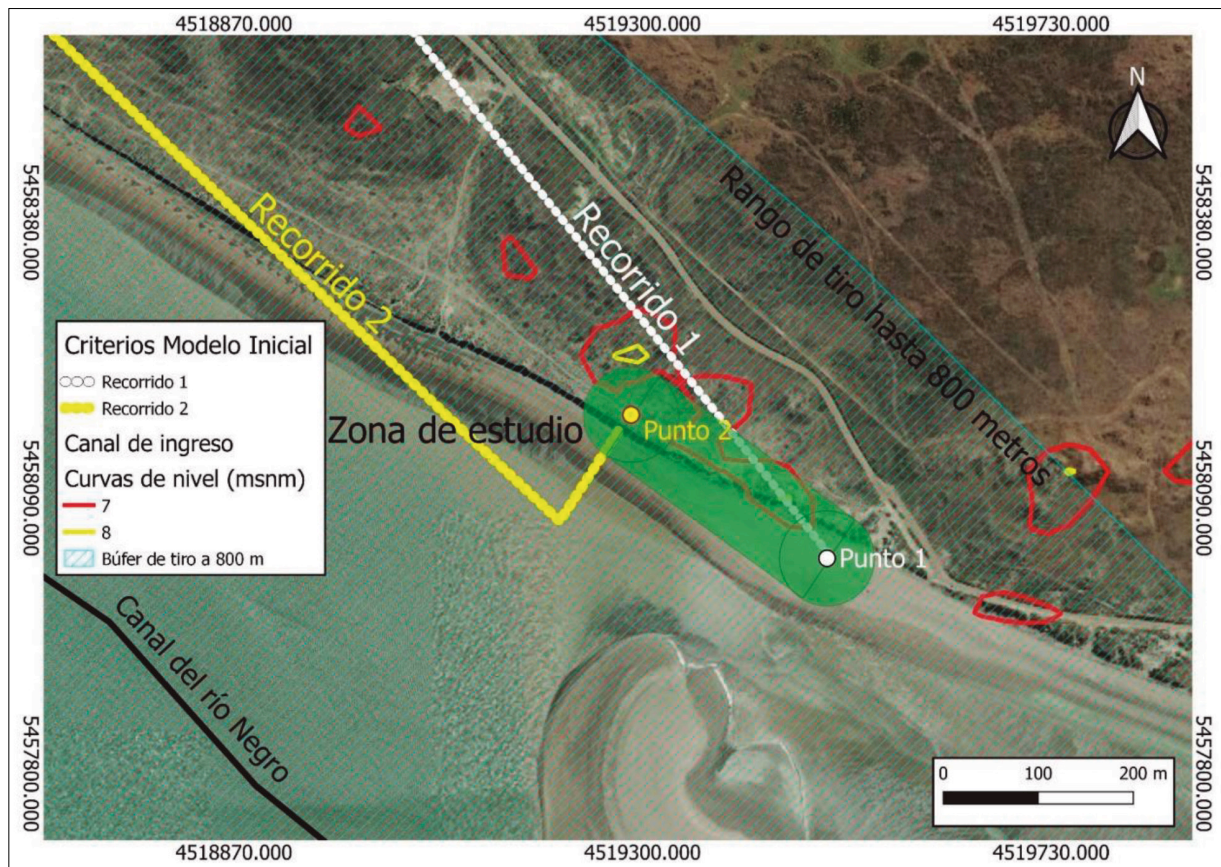 4518870.000
4519300.000
4519730.000
N
5458380.000
5458380.000
Rango de tiro hasta 800 metros
Recorrido 1
Recorrido 2
Criterios Modelo Inicial
Recorrido 1
Recorrido 2
Canal de ingreso
Curvas de nivel (msnm)
7
8
Búfer de tiro a 800 m
Zona de estudio
Punto 2
Punto 1
5458090.000
5458090.000
Canal del río Negro
5457800.000
5457800.000
0 100 200 m
4518870.000
4519300.000
4519730.000